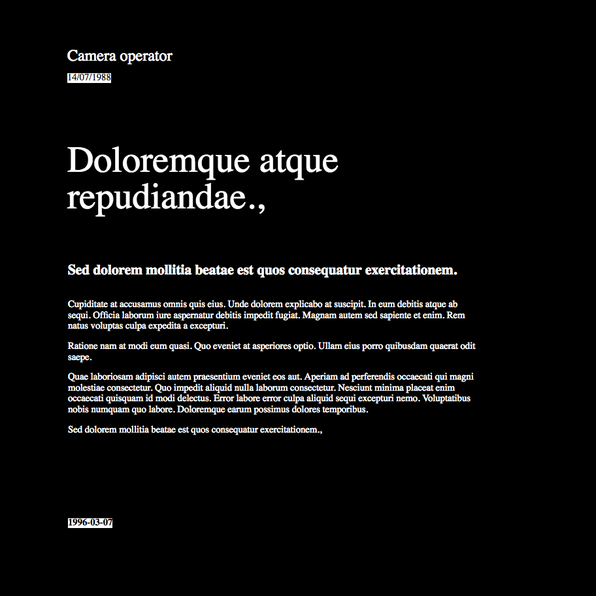 Camera operator
14/07/1988
Doloremque atque
repudiandae.,
Sed dolorem mollitia beatae est quos consequatur exercitationem.
Cupiditate at accusamus omnis quis eius. Unde dolorem explicabo at suscipit. In eum debitis atque ab
sequi. Officia laborum iure aspernatur debitis impedit fugiat. Magnam autem sed sapiente et enim. Rem
natus voluptas culpa expedita a excepturi.
Ratione nam at modi eum quasi. Quo eveniet at asperiores optio. Ullam eius porro quibusdam quaerat odit
saepe.
Quae laboriosam adipisci autem praesentium eveniet eos aut. Aperiam ad perferendis occaecati qui magni
molestiae consectetur. Quo impedit aliquid nulla laborum consectetur. Nesciunt minima placeat enim
occaecati quisquam id modi delectus. Error labore error culpa aliquid sequi excepturi nemo. Voluptatibus
nobis numquam quo labore. Doloremque earum possimus dolores temporibus.
Sed dolorem mollitia beatae est quos consequatur exercitationem.,
1996-03-07